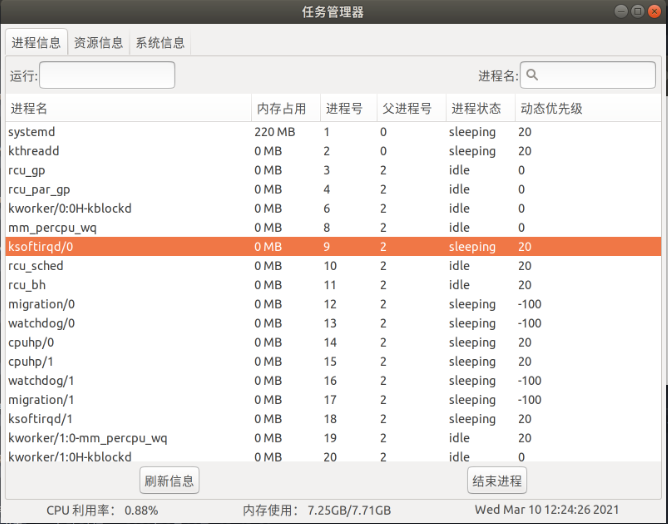 任务管理器
进程信息 资源信息 系统信息
运行: 进程名:
进程名 内存占用 进程号 父进程号 进程状态 动态优先级
systemd 220 MB 1 0 sleeping 20
kthreadd 0 MB 2 0 sleeping 20
rcu_gp 0 MB 3 2 idle 0
rcu_par_gp 0 MB 4 2 idle 0
kworker/0:0H-kblockd 0 MB 6 2 idle 0
mm_percpu_wq 0 MB 8 2 idle 0
ksoftirqd/0 0 MB 9 2 sleeping 20
rcu_sched 0 MB 10 2 idle 20
rcu_bh 0 MB 11 2 idle 20
migration/0 0 MB 12 2 sleeping -100
watchdog/0 0 MB 13 2 sleeping -100
cpuhp/0 0 MB 14 2 sleeping 20
cpuhp/1 0 MB 15 2 sleeping 20
watchdog/1 0 MB 16 2 sleeping -100
migration/1 0 MB 17 2 sleeping -100
ksoftirqd/1 0 MB 18 2 sleeping 20
kworker/1:0-mm_percpu_wq 0 MB 19 2 idle 20
kworker/1:0H-kblockd 0 MB 20 2 idle 0
刷新信息 结束进程
CPU 利用率: 0.88% 内存使用: 7.25GB/7.71GB Wed Mar 10 12:24:26 2021